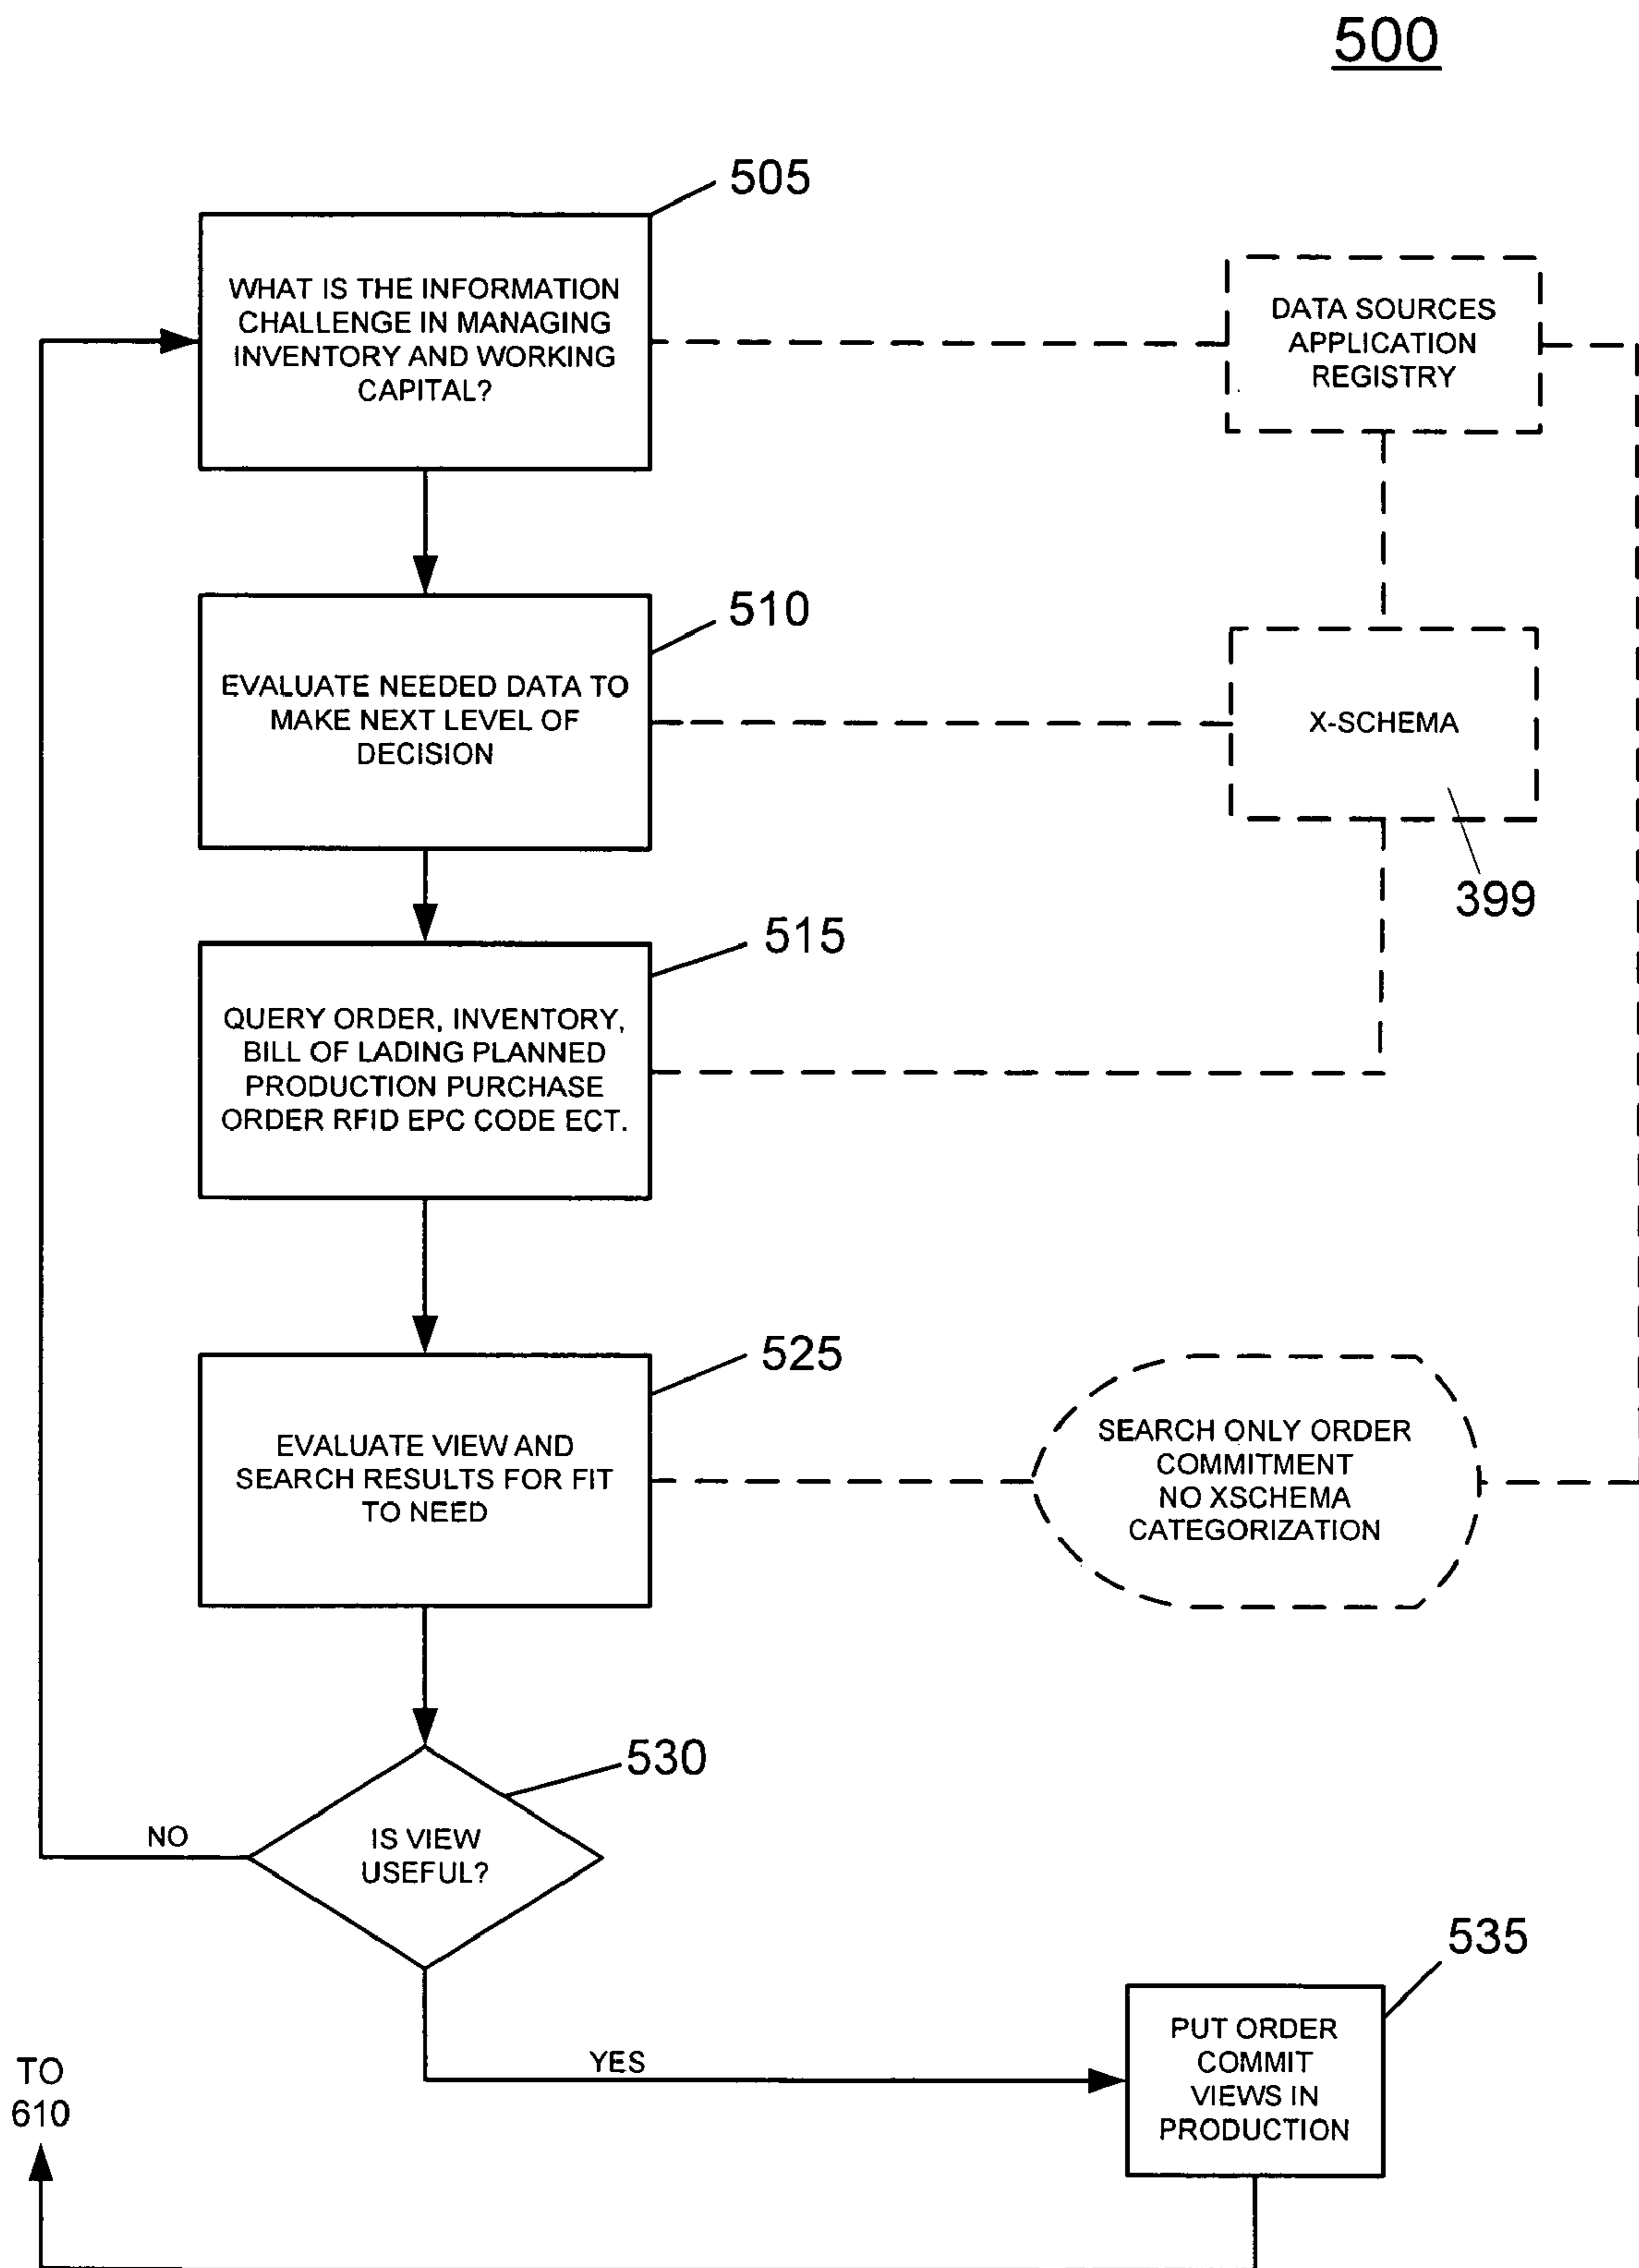 500
505
WHAT IS THE INFORMATION
CHALLENGE IN MANAGING
INVENTORY AND WORKING
CAPITAL?
DATA SOURCES
APPLICATION
REGISTRY
510
EVALUATE NEEDED DATA TO
MAKE NEXT LEVEL OF
DECISION
X-SCHEMA
399
515
QUERY ORDER, INVENTORY,
BILL OF LADING PLANNED
PRODUCTION PURCHASE
ORDER RFID EPC CODE ECT.
525
EVALUATE VIEW AND
SEARCH RESULTS FOR FIT
TO NEED
SEARCH ONLY ORDER
COMMITMENT
NO XSCHEMA
CATEGORIZATION
530
IS VIEW
USEFUL?
NO
YES
535
PUT ORDER
COMMIT
VIEWS IN
PRODUCTION
TO
610